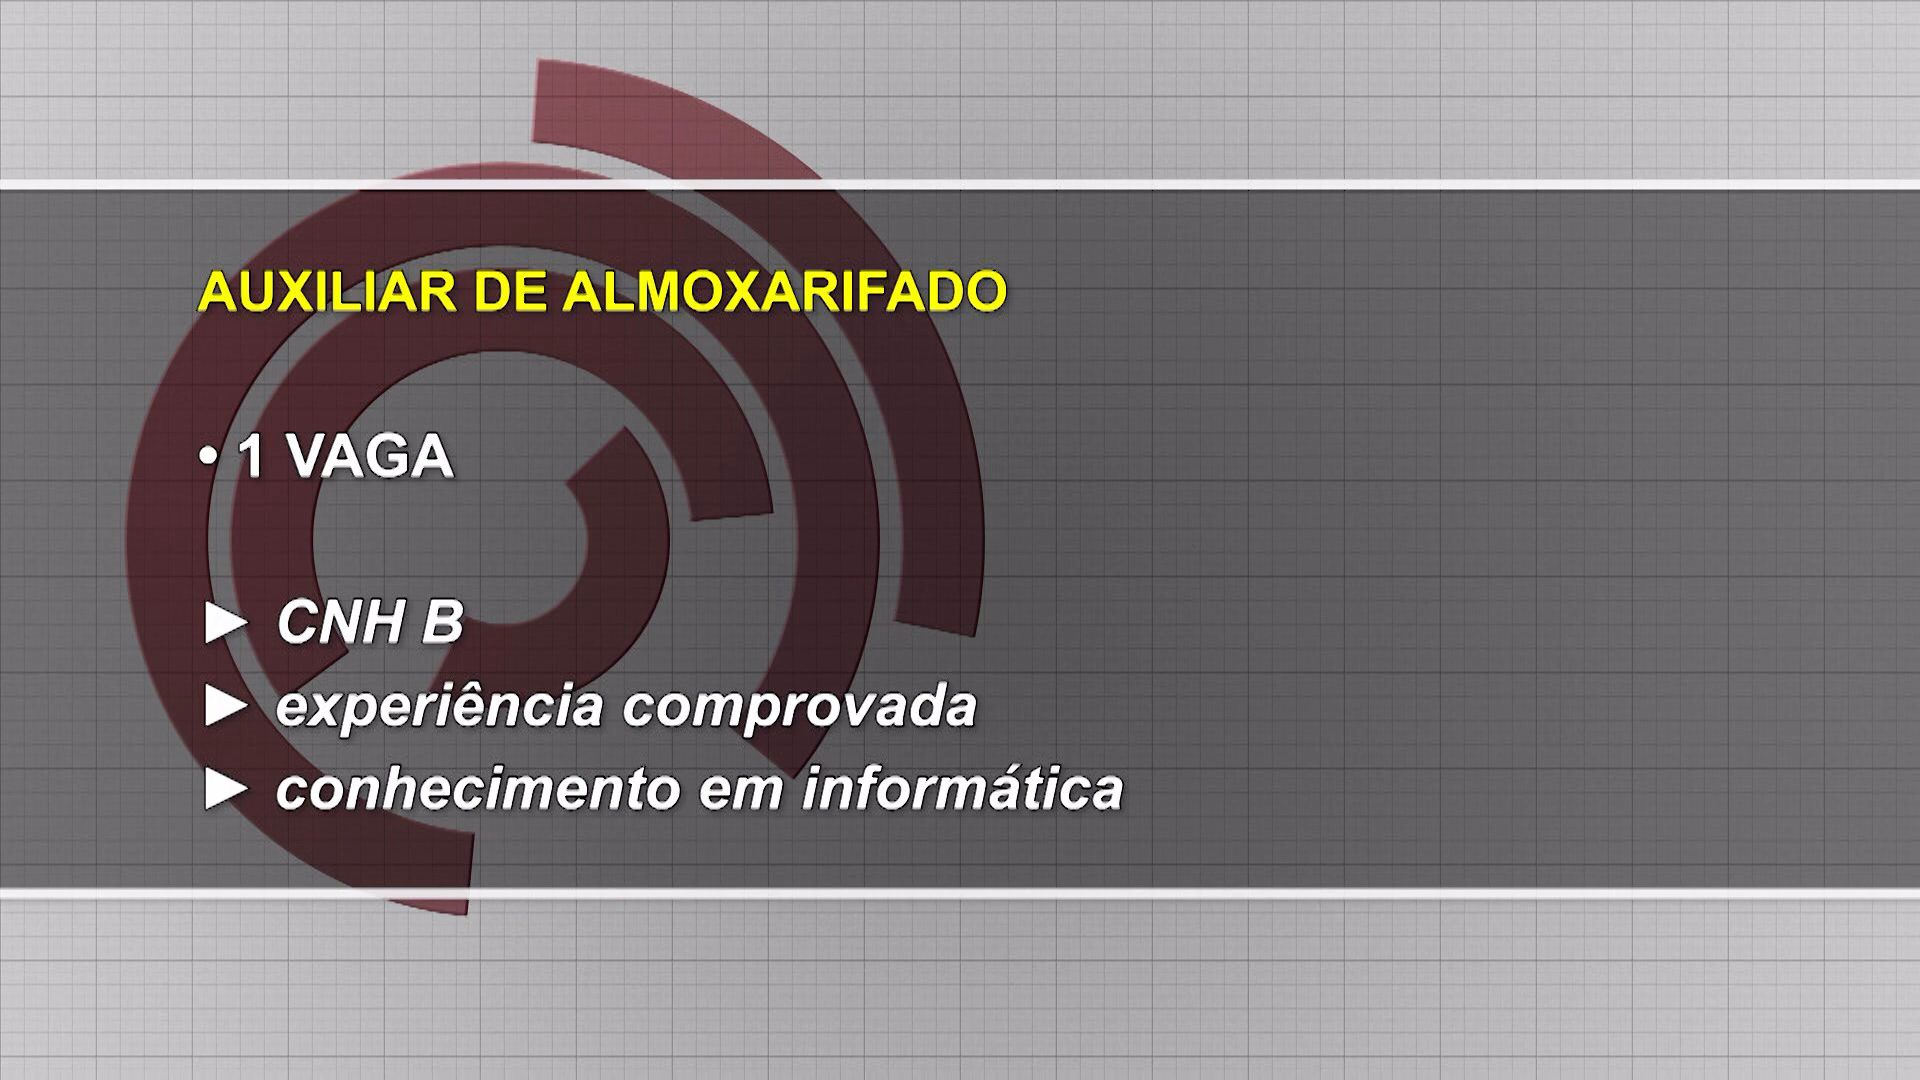 AUXILIAR DE ALMOXARIFADO
• 1 VAGA
► CNH B
► experiência comprovada
► conhecimento em informática